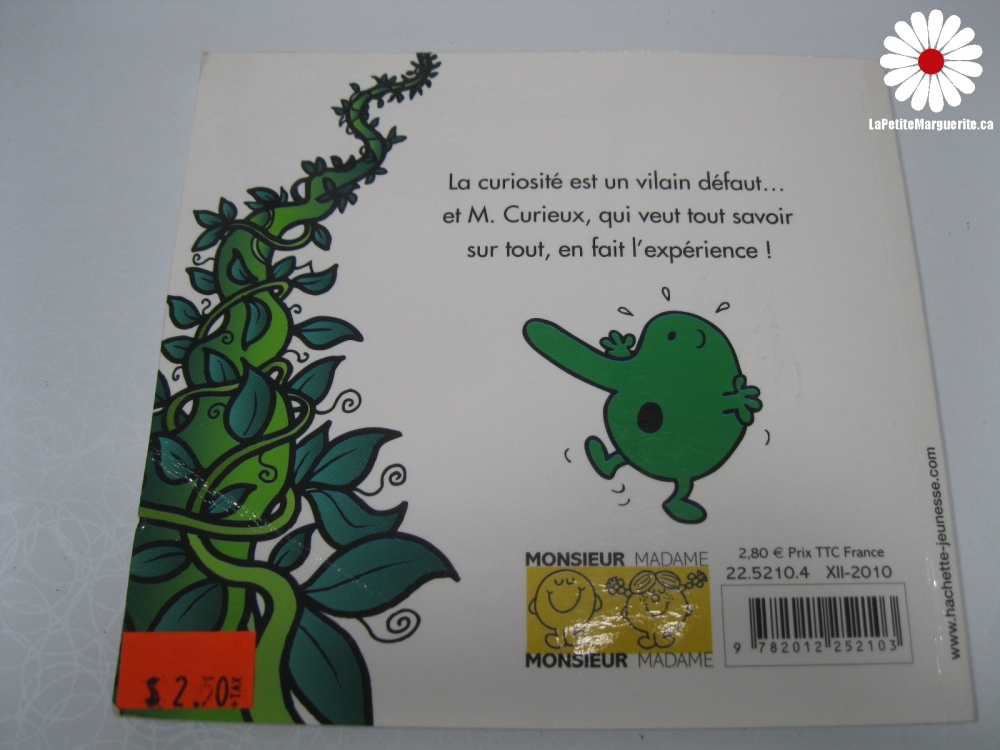 LaPetiteMarguerite.ca
La curiosité est un vilain défaut...
et M. Curieux, qui veut tout savoir
sur tout, en fait l'expérience !
MONSIEUR MADAME
MONSIEUR MADAME
2,80 € Prix TTC France
22.5210.4 XII-2010
9 782012 252103
www.hachette-jeunesse.com
$ 2.50 +TAX